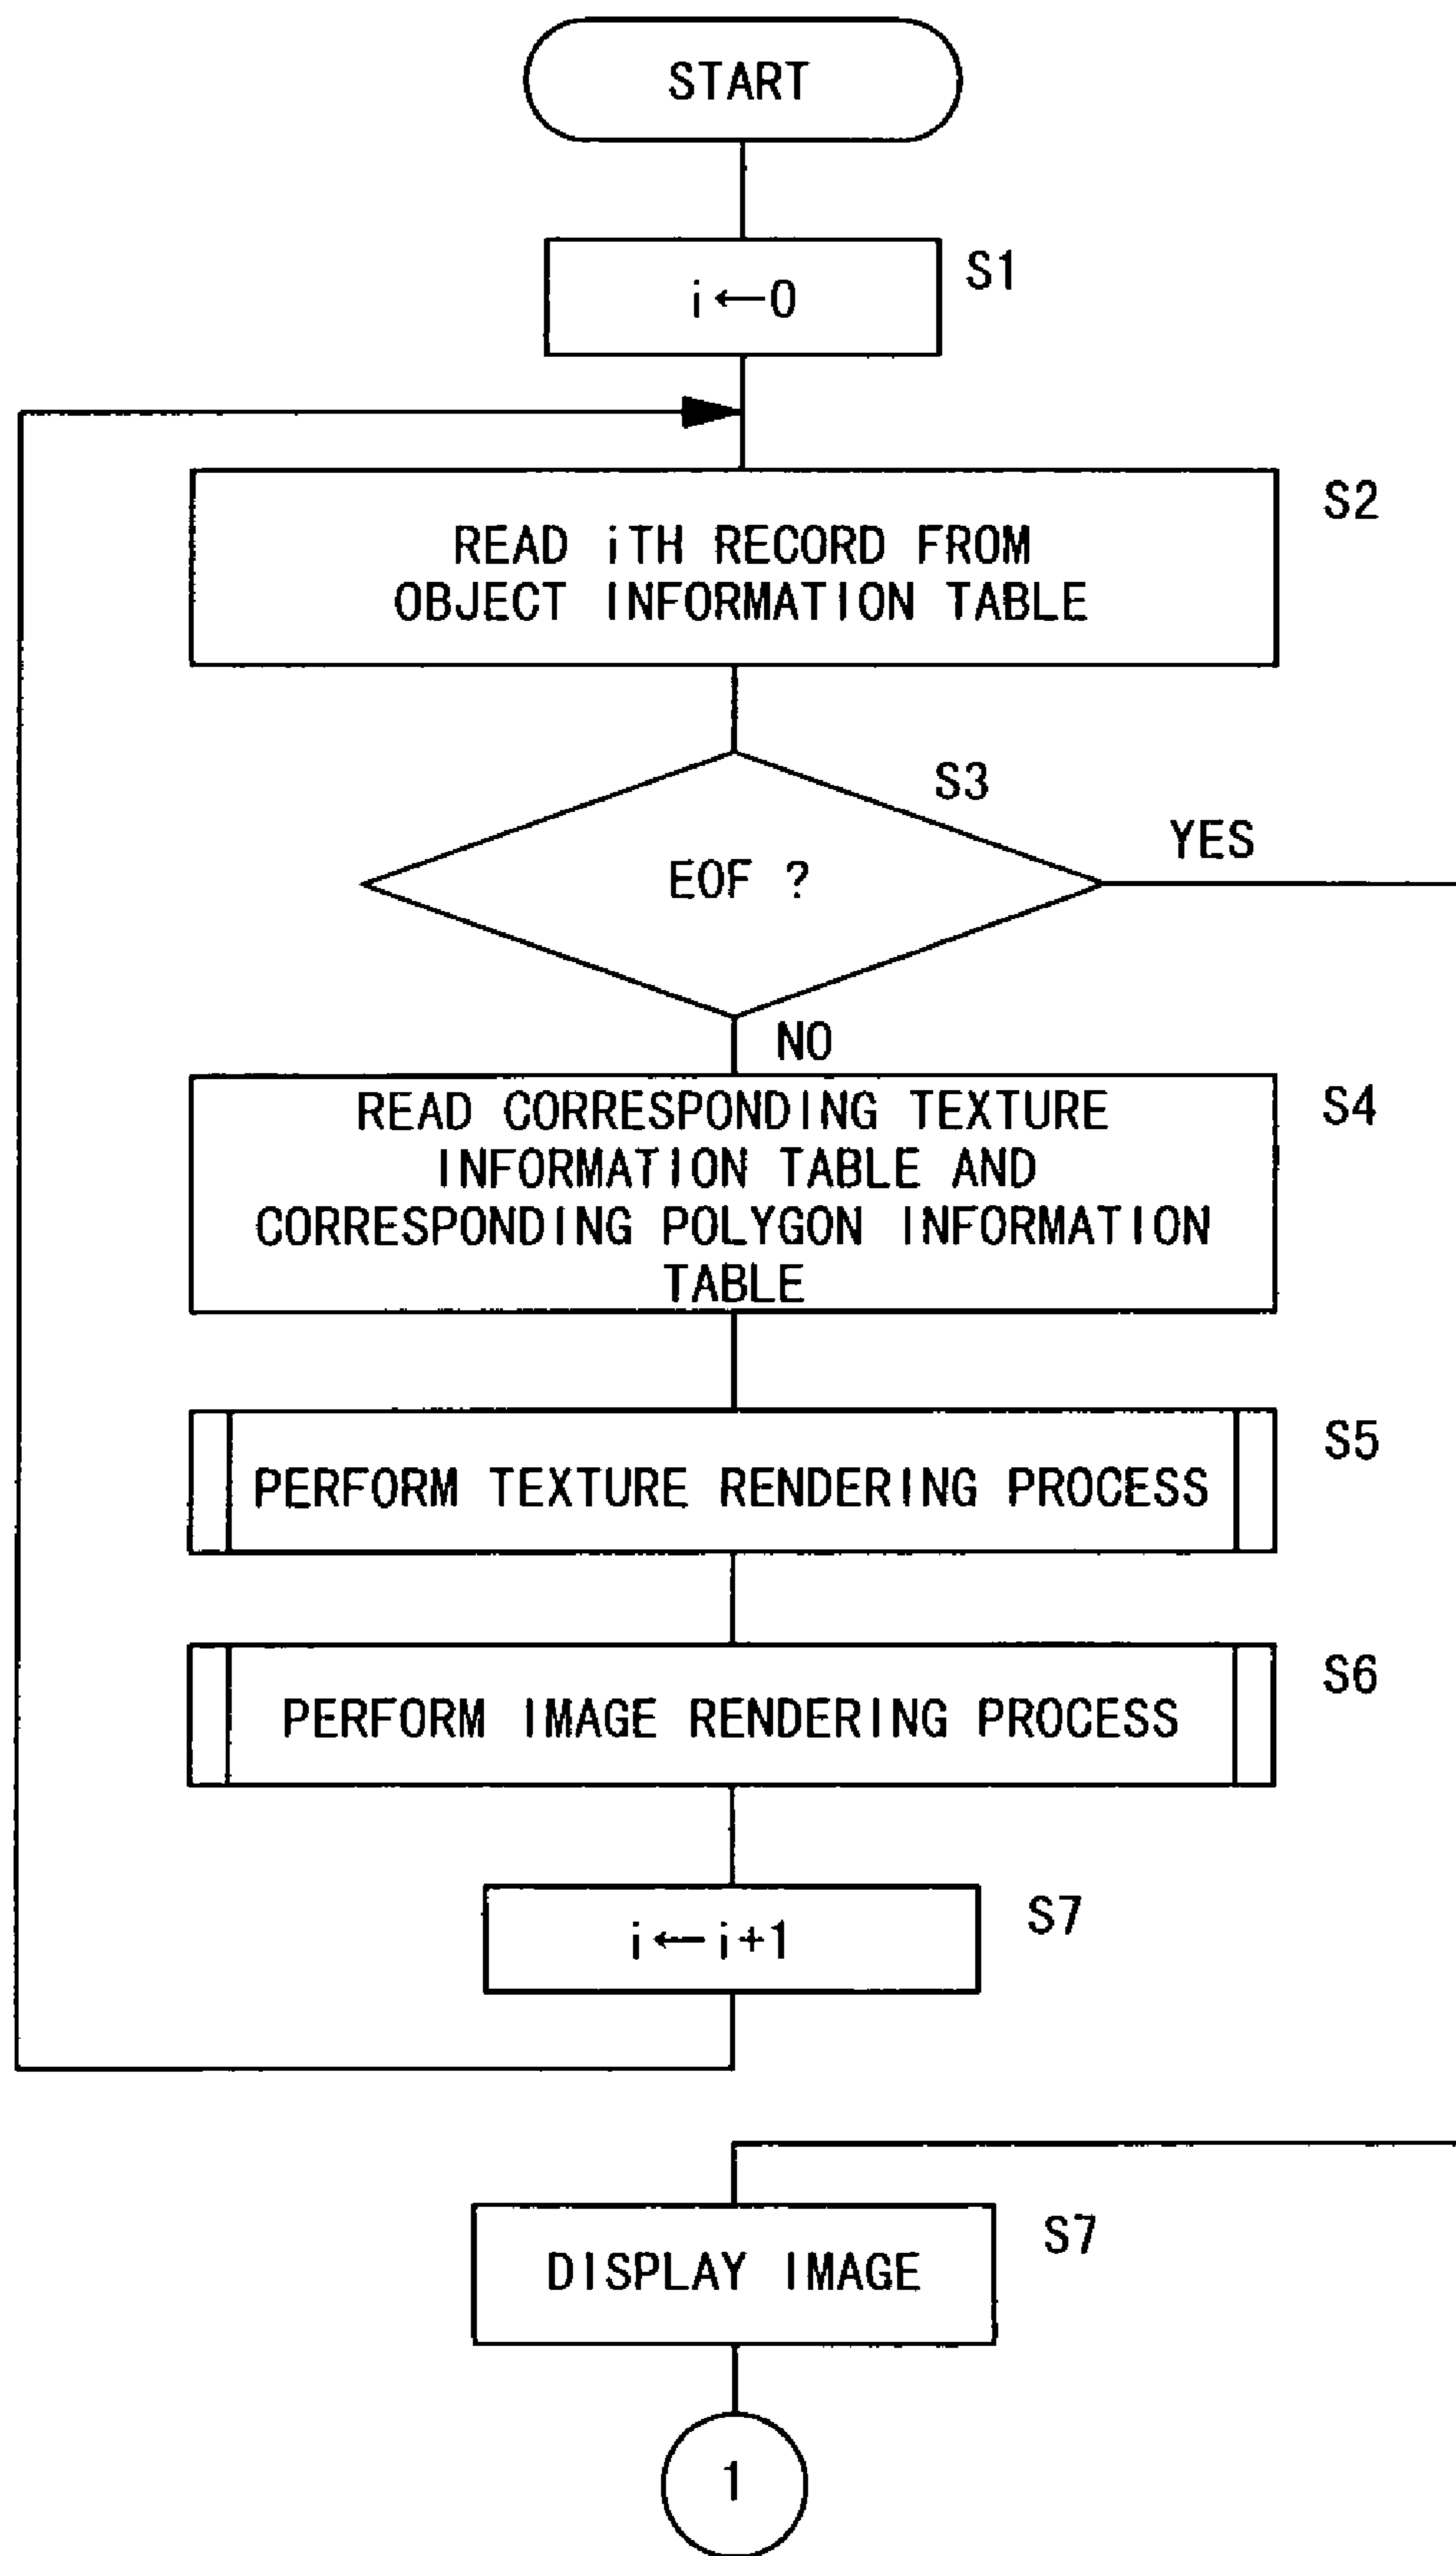 START
i←0
S1
READ iTH RECORD FROM
OBJECT INFORMATION TABLE
S2
S3
EOF ?
YES
NO
READ CORRESPONDING TEXTURE
INFORMATION TABLE AND
CORRESPONDING POLYGON INFORMATION
TABLE
S4
PERFORM TEXTURE RENDERING PROCESS
S5
PERFORM IMAGE RENDERING PROCESS
S6
i←i+1
S7
DISPLAY IMAGE
S7
1